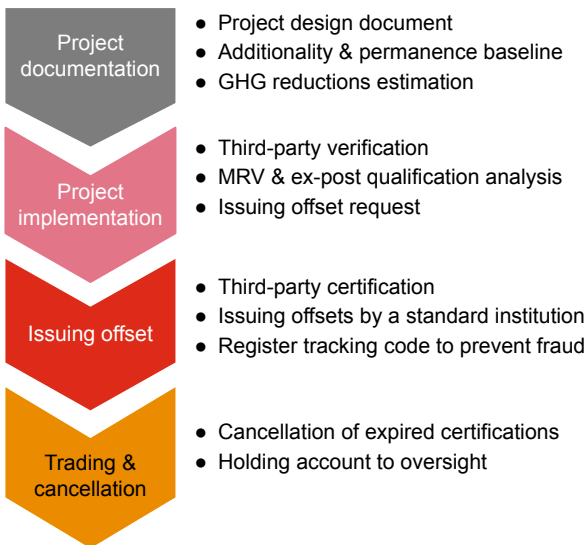 Project
documentation
● Project design document
● Additionality & permanence baseline
● GHG reductions estimation
Project
implementation
● Third-party verification
● MRV & ex-post qualification analysis
● Issuing offset request
Issuing offset
● Third-party certification
● Issuing offsets by a standard institution
● Register tracking code to prevent fraud
Trading &
cancellation
● Cancellation of expired certifications
● Holding account to oversight